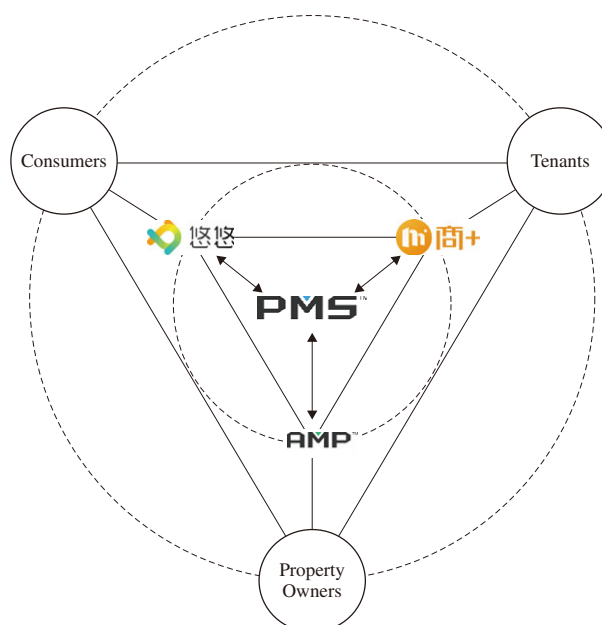 Consumers
Tenants
悠悠
商+
PMS™
AMP™
Property
Owners